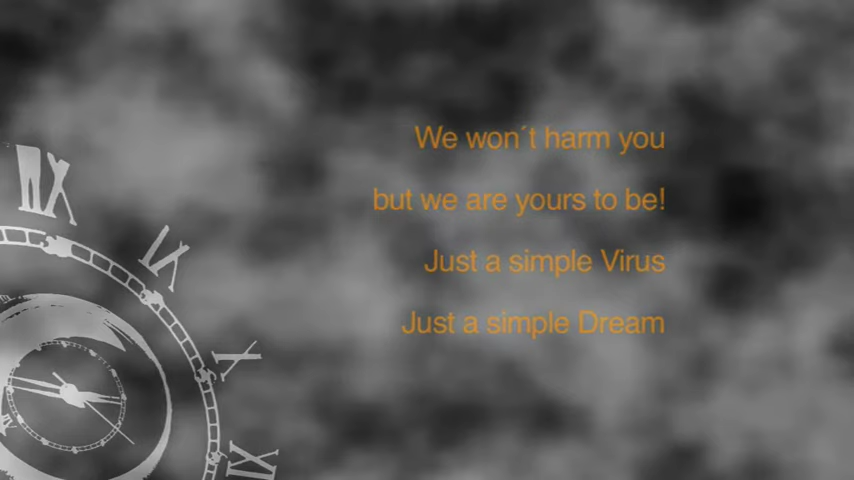 We won´t harm you
but we are yours to be!
Just a simple Virus
Just a simple Dream